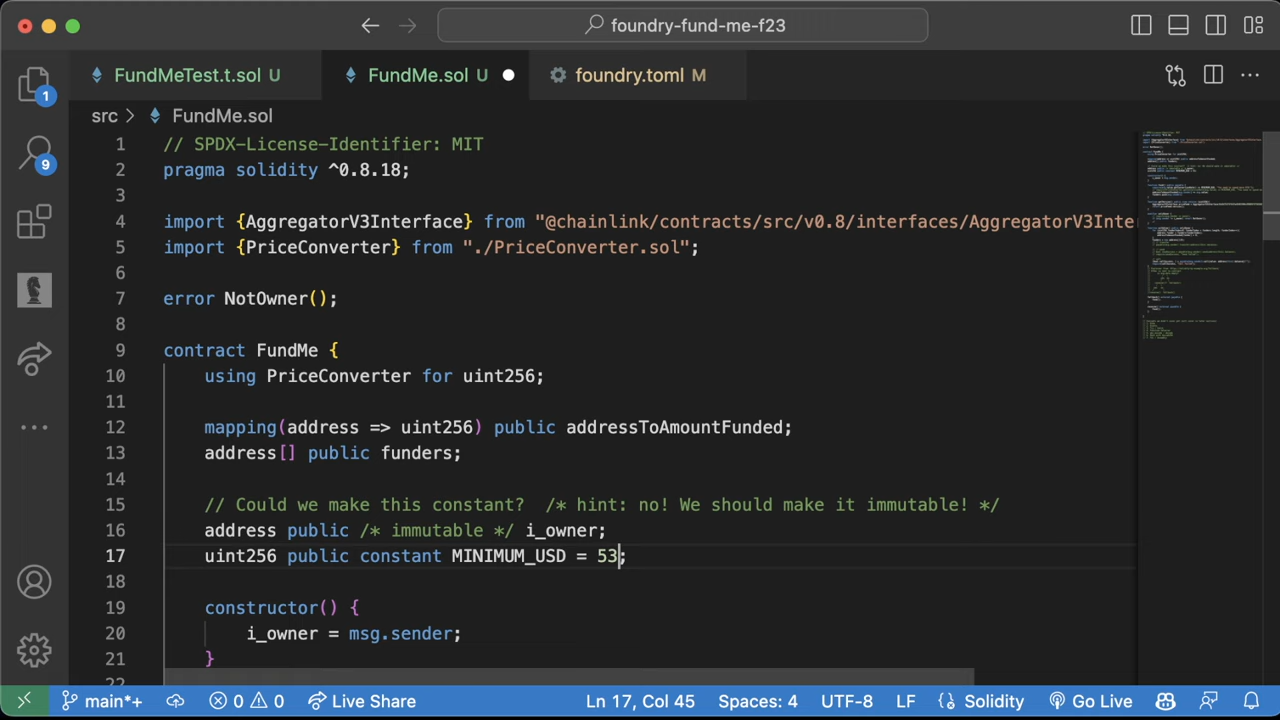 foundry-fund-me-f23
FundMeTest.t.sol U
FundMe.sol U
foundry.toml M
src > FundMe.sol
1
9
1 // SPDX-License-Identifier: MIT
2 pragma solidity ^0.8.18;
3
4 import {AggregatorV3Interface} from "@chainlink/contracts/src/v0.8/interfaces/AggregatorV3Inter
5 import {PriceConverter} from "./PriceConverter.sol";
6
7 error NotOwner();
8
9 contract FundMe {
10 using PriceConverter for uint256;
11
12 mapping(address => uint256) public addressToAmountFunded;
13 address[] public funders;
14
15 // Could we make this constant?  /* hint: no! We should make it immutable! */
16 address public /* immutable */ i_owner;
17 uint256 public constant MINIMUM_USD = 53;
18
19 constructor() {
20 i_owner = msg.sender;
21 }
22
main*+ 0 0 Live Share Ln 17, Col 45 Spaces: 4 UTF-8 LF Solidity Go Live